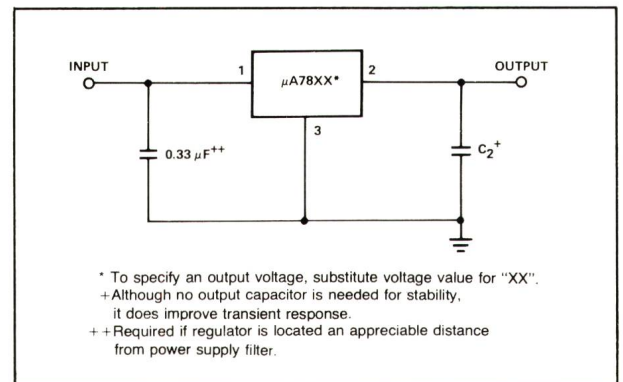 INPUT
1
μA78XX*
2
OUTPUT
3
0.33 μF++
C2+
* To specify an output voltage, substitute voltage value for "XX".
+Although no output capacitor is needed for stability,
it does improve transient response.
++Required if regulator is located an appreciable distance
from power supply filter.